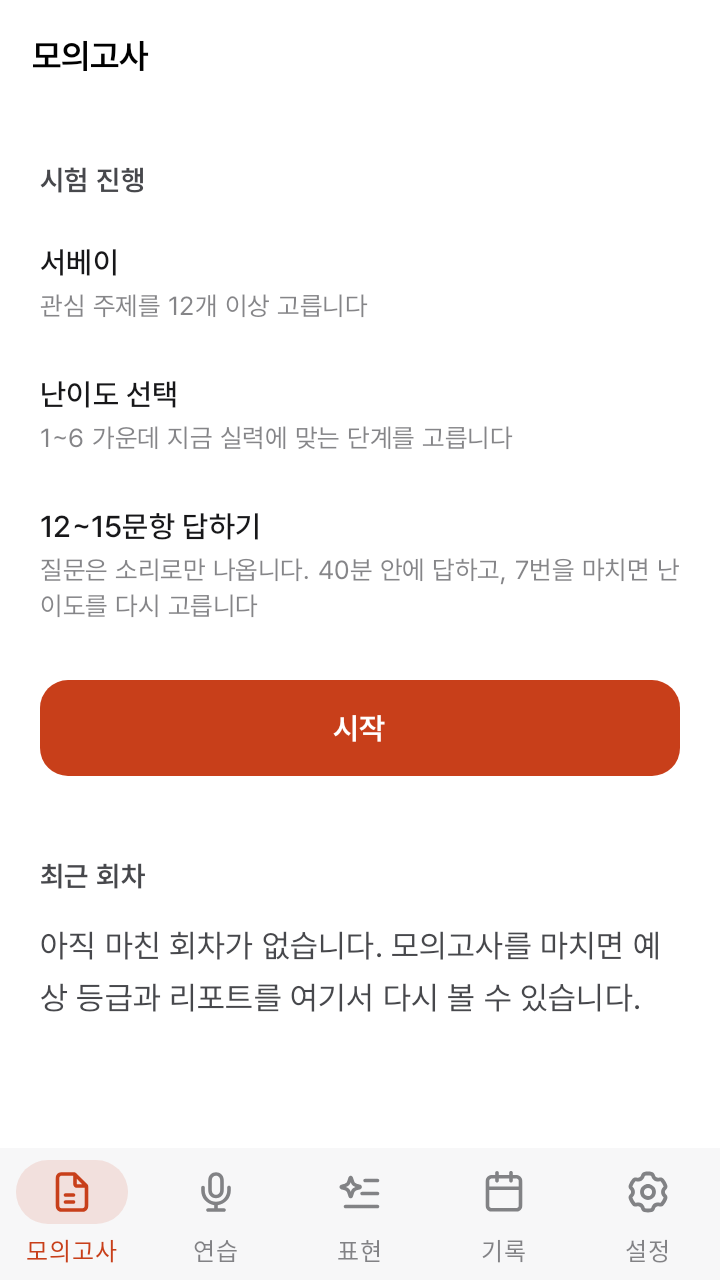 모의고사
시험 진행
서베이
관심 주제를 12개 이상 고릅니다
난이도 선택
1~6 가운데 지금 실력에 맞는 단계를 고릅니다
12~15문항 답하기
질문은 소리로만 나옵니다. 40분 안에 답하고, 7번을 마치면 난
이도를 다시 고릅니다
시작
최근 회차
아직 마친 회차가 없습니다. 모의고사를 마치면 예
상 등급과 리포트를 여기서 다시 볼 수 있습니다.
모의고사 연습 표현 기록 설정